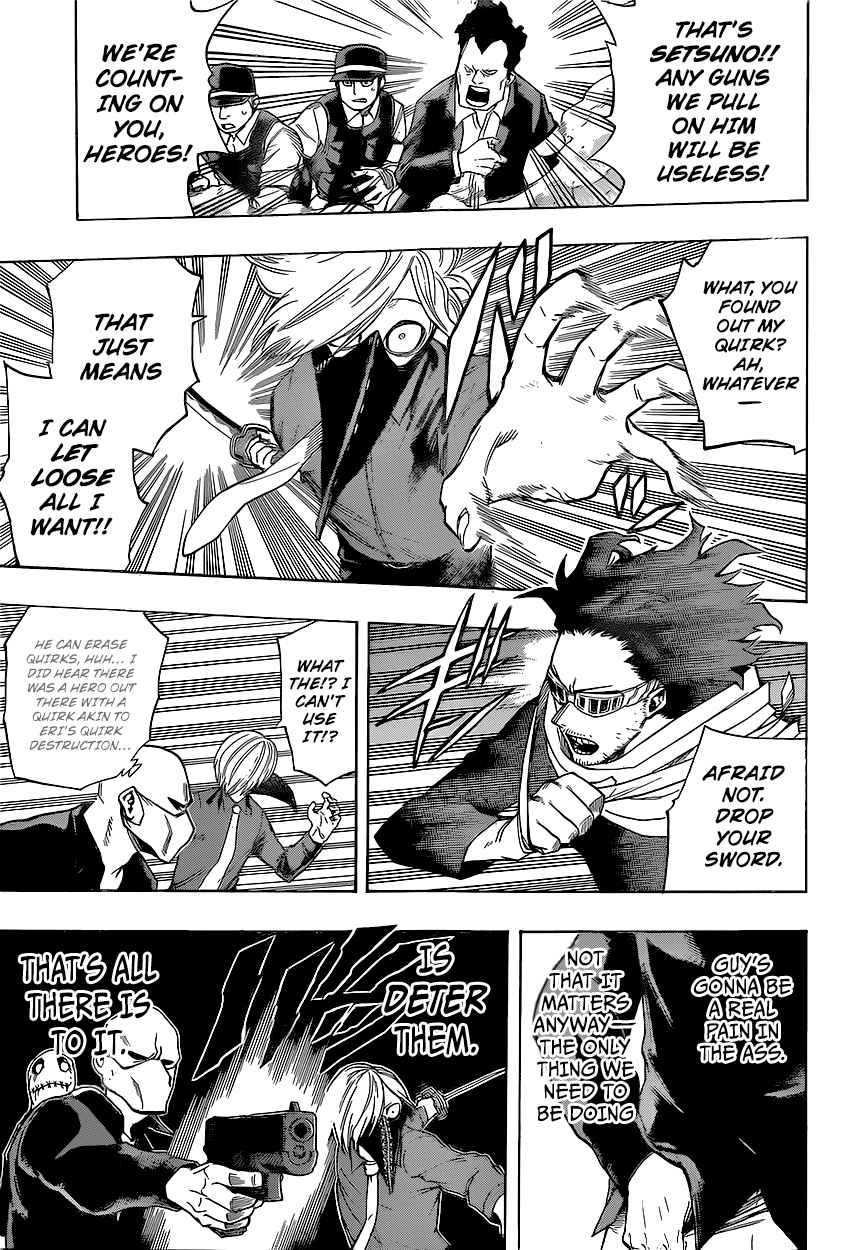 THAT'S
SETSUNO!!
ANY GUNS
WE PULL
ON HIM
WILL BE
USELESS!
WE'RE
COUNT-
ING ON
YOU,
HEROES!
WHAT, YOU
FOUND
OUT MY
QUIRK?
AH,
WHATEVER
—
THAT
JUST
MEANS
I CAN
LET
LOOSE
ALL I
WANT!!
AFRAID
NOT.
DROP
YOUR
SWORD.
WHAT
THE!? I
CAN'T
USE
IT!?
HE CAN ERASE
QUIRKS, HUH... I
DID HEAR THERE
WAS A HERO OUT
THERE WITH A
QUIRK AKIN TO
ERI'S QUIRK
DESTRUCTION...
GUY'S
GONNA BE
A REAL
PAIN IN
THE ASS.
NOT
THAT IT
MATTERS
ANYWAY—
THE ONLY
THING WE
NEED TO
BE DOING
IS
DETER
THEM.
THAT'S ALL
THERE IS
TO IT.